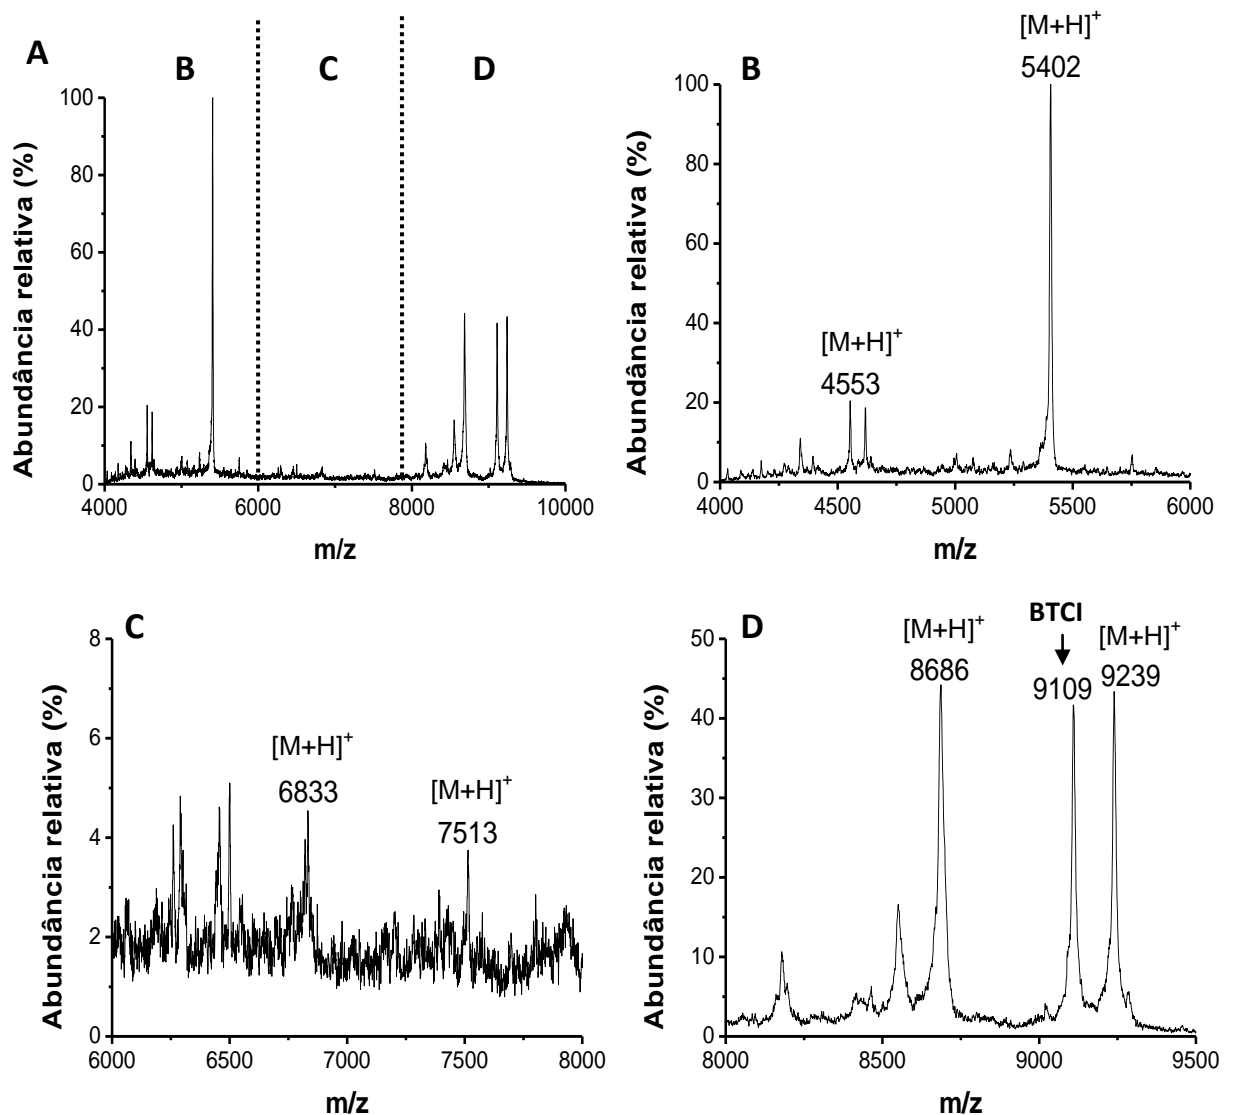 A
B
C
D
Abundância relativa (%)
100
80
60
40
20
0
4000 6000 8000 10000
m/z
B
[M+H]+
5402
[M+H]+
4553
Abundância relativa (%)
100
80
60
40
20
0
4000 4500 5000 5500 6000
m/z
C
[M+H]+
6833
[M+H]+
7513
Abundância relativa (%)
8
6
4
2
0
6000 6500 7000 7500 8000
m/z
D
[M+H]+
8686
BTCI
9109
[M+H]+
9239
Abundância relativa (%)
50
40
30
20
10
0
8000 8500 9000 9500
m/z